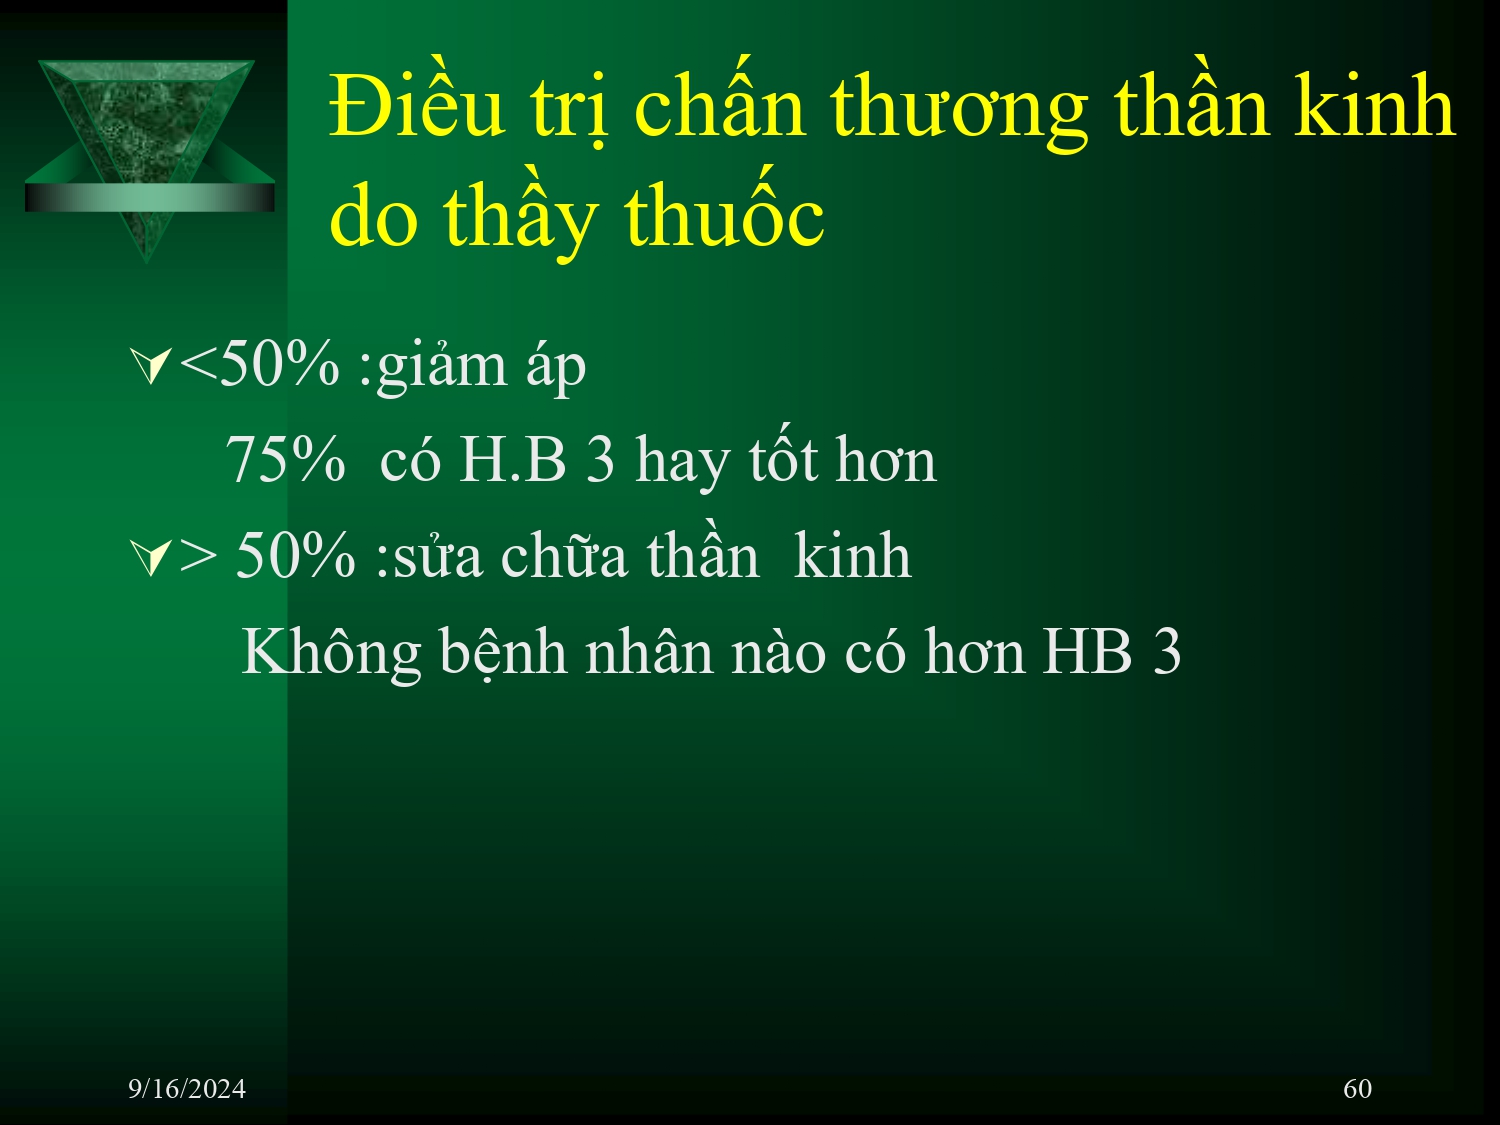 Điều trị chấn thương thần kinh
do thầy thuốc
<50% :giảm áp
75%  có H.B 3 hay tốt hơn
> 50% :sửa chữa thần  kinh
Không bệnh nhân nào có hơn HB 3
9/16/2024
60